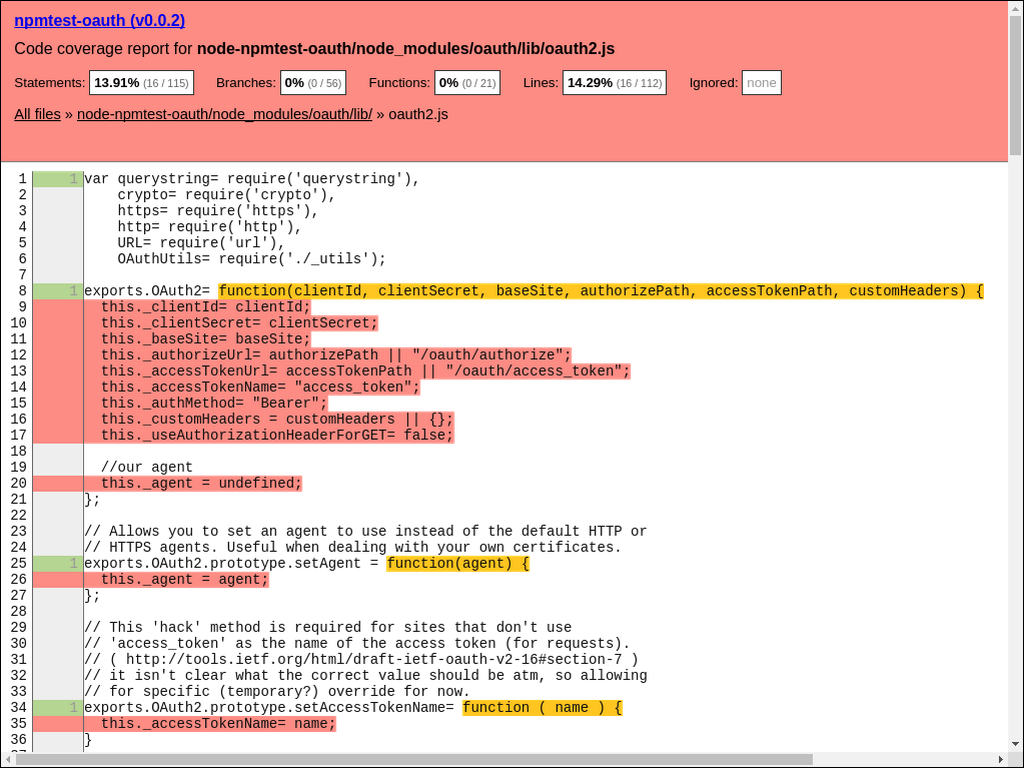 npmtest-oauth (v0.0.2)
Code coverage report for node-npmtest-oauth/node_modules/oauth/lib/oauth2.js
Statements: 13.91% (16 / 115) Branches: 0% (0 / 56) Functions: 0% (0 / 21) Lines: 14.29% (16 / 112) Ignored: none
All files » node-npmtest-oauth/node_modules/oauth/lib/ » oauth2.js
1 1 var querystring= require('querystring'),
2     crypto= require('crypto'),
3     https= require('https'),
4     http= require('http'),
5     URL= require('url'),
6     OAuthUtils= require('./_utils');
7
8 1 exports.OAuth2= function(clientId, clientSecret, baseSite, authorizePath, accessTokenPath, customHeaders) {
9   this._clientId= clientId;
10   this._clientSecret= clientSecret;
11   this._baseSite= baseSite;
12   this._authorizeUrl= authorizePath || "/oauth/authorize";
13   this._accessTokenUrl= accessTokenPath || "/oauth/access_token";
14   this._accessTokenName= "access_token";
15   this._authMethod= "Bearer";
16   this._customHeaders = customHeaders || {};
17   this._useAuthorizationHeaderForGET= false;
18
19   //our agent
20   this._agent = undefined;
21 };
22
23 // Allows you to set an agent to use instead of the default HTTP or
24 // HTTPS agents. Useful when dealing with your own certificates.
25 1 exports.OAuth2.prototype.setAgent = function(agent) {
26   this._agent = agent;
27 };
28
29 // This 'hack' method is required for sites that don't use
30 // 'access_token' as the name of the access token (for requests).
31 // ( http://tools.ietf.org/html/draft-ietf-oauth-v2-16#section-7 )
32 // it isn't clear what the correct value should be atm, so allowing
33 // for specific (temporary?) override for now.
34 1 exports.OAuth2.prototype.setAccessTokenName= function ( name ) {
35   this._accessTokenName= name;
36 }